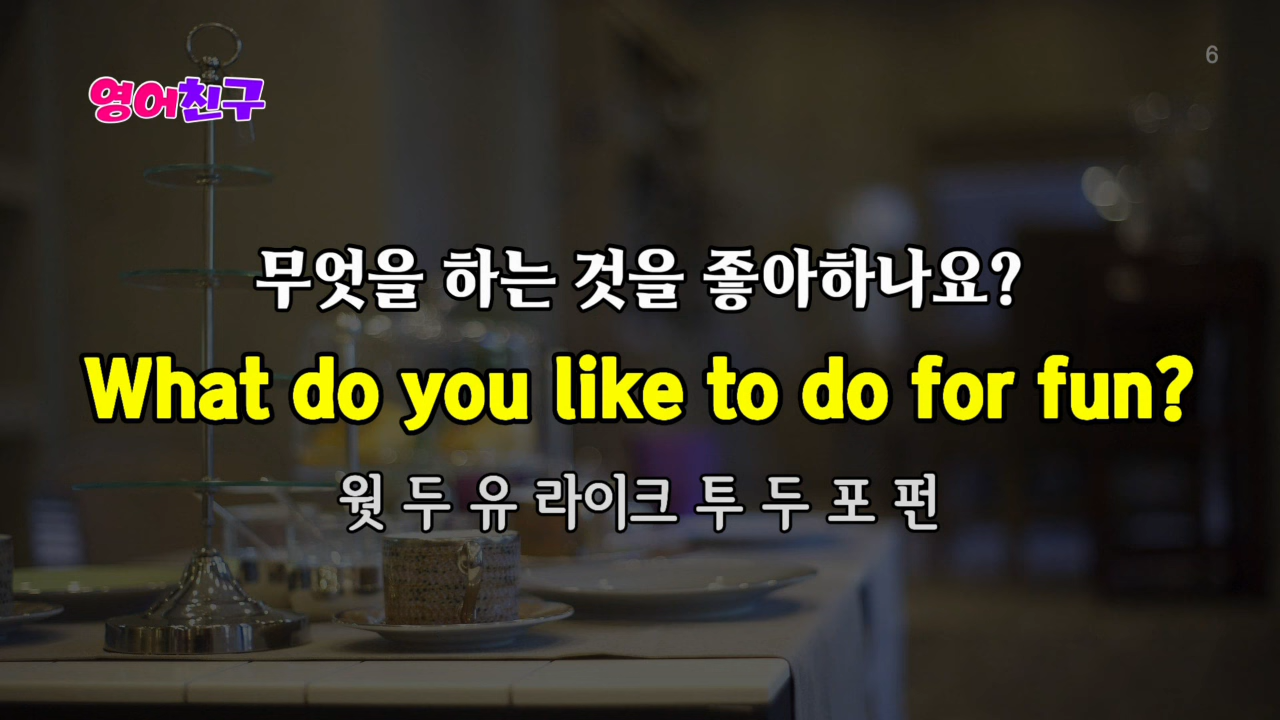 6
영어친구
무엇을 하는 것을 좋아하나요?
What do you like to do for fun?
웟 두 유 라이크 투 두 포 펀